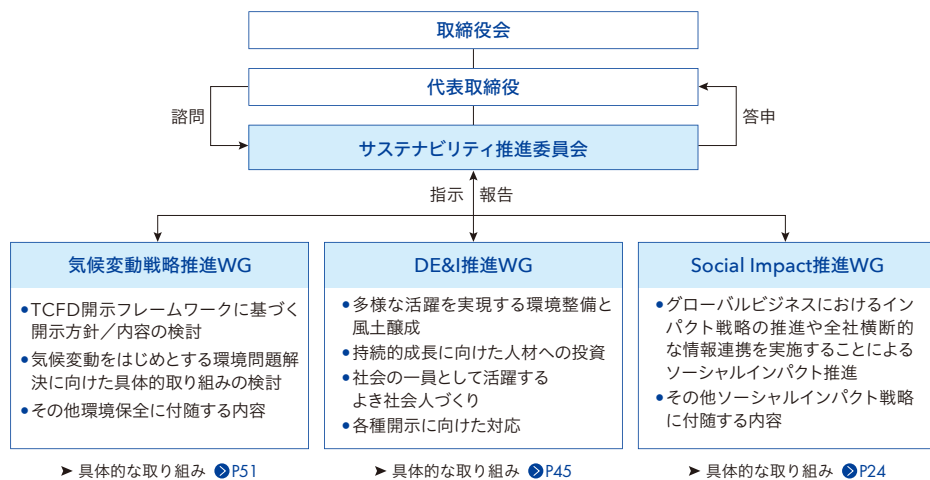 取締役会
代表取締役
諮問
答申
サステナビリティ推進委員会
指示 報告
気候変動戦略推進WG
●TCFD開示フレームワークに基づく
開示方針／内容の検討
●気候変動をはじめとする環境問題解
決に向けた具体的取り組みの検討
●その他環境保全に付随する内容
➤ 具体的な取り組み P51
DE&I推進WG
●多様な活躍を実現する環境整備と
風土醸成
●持続的成長に向けた人材への投資
●社会の一員として活躍する
よき社会人づくり
●各種開示に向けた対応
➤ 具体的な取り組み P45
Social Impact推進WG
●グローバルビジネスにおけるイン
パクト戦略の推進や全社横断的
な情報連携を実施することによる
ソーシャルインパクト推進
●その他ソーシャルインパクト戦略
に付随する内容
➤ 具体的な取り組み P24